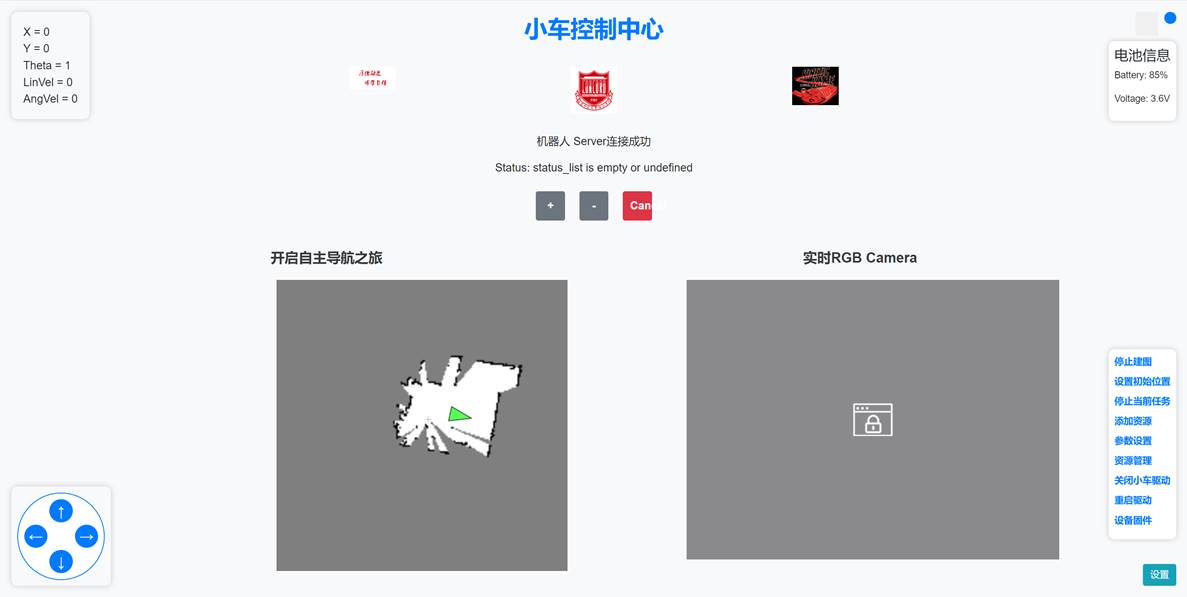 小车控制中心
X = 0
Y = 0
Theta = 1
LinVel = 0
AngVel = 0
电池信息
Battery: 85%
Voltage: 3.6V
机器人 Server连接成功
Status: status_list is empty or undefined
+
-
Can
开启自主导航之旅
实时RGB Camera
停止建图
设置初始位置
停止当前任务
添加资源
参数设置
资源管理
关闭小车驱动
重启驱动
设备固件
↑
← →
↓
设置